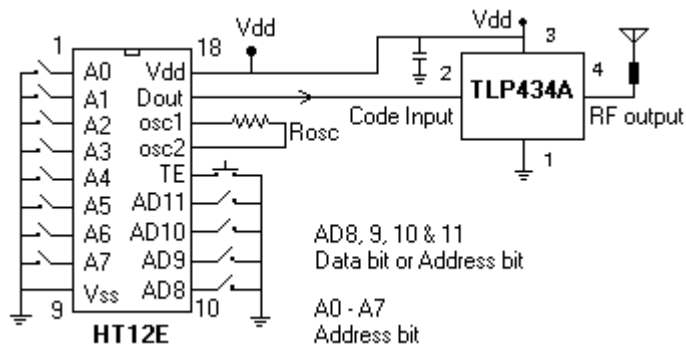 1
18
Vdd
Vdd
3
A0
Vdd
A1
Dout
2
TLP434A
4
A2
osc1
Rosc
Code Input
RF output
A3
osc2
A4
TE
1
A5
AD11
A6
AD10
A7
AD9
Vss
AD8
9
10
HT12E
AD8, 9, 10 & 11
Data bit or Address bit
A0 - A7
Address bit